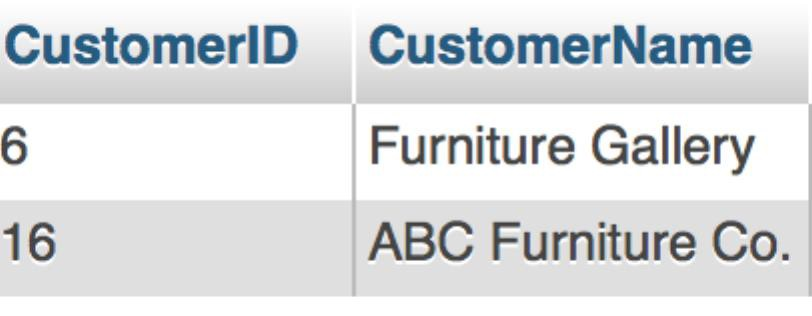 CustomerID CustomerName
6 Furniture Gallery
16 ABC Furniture Co.